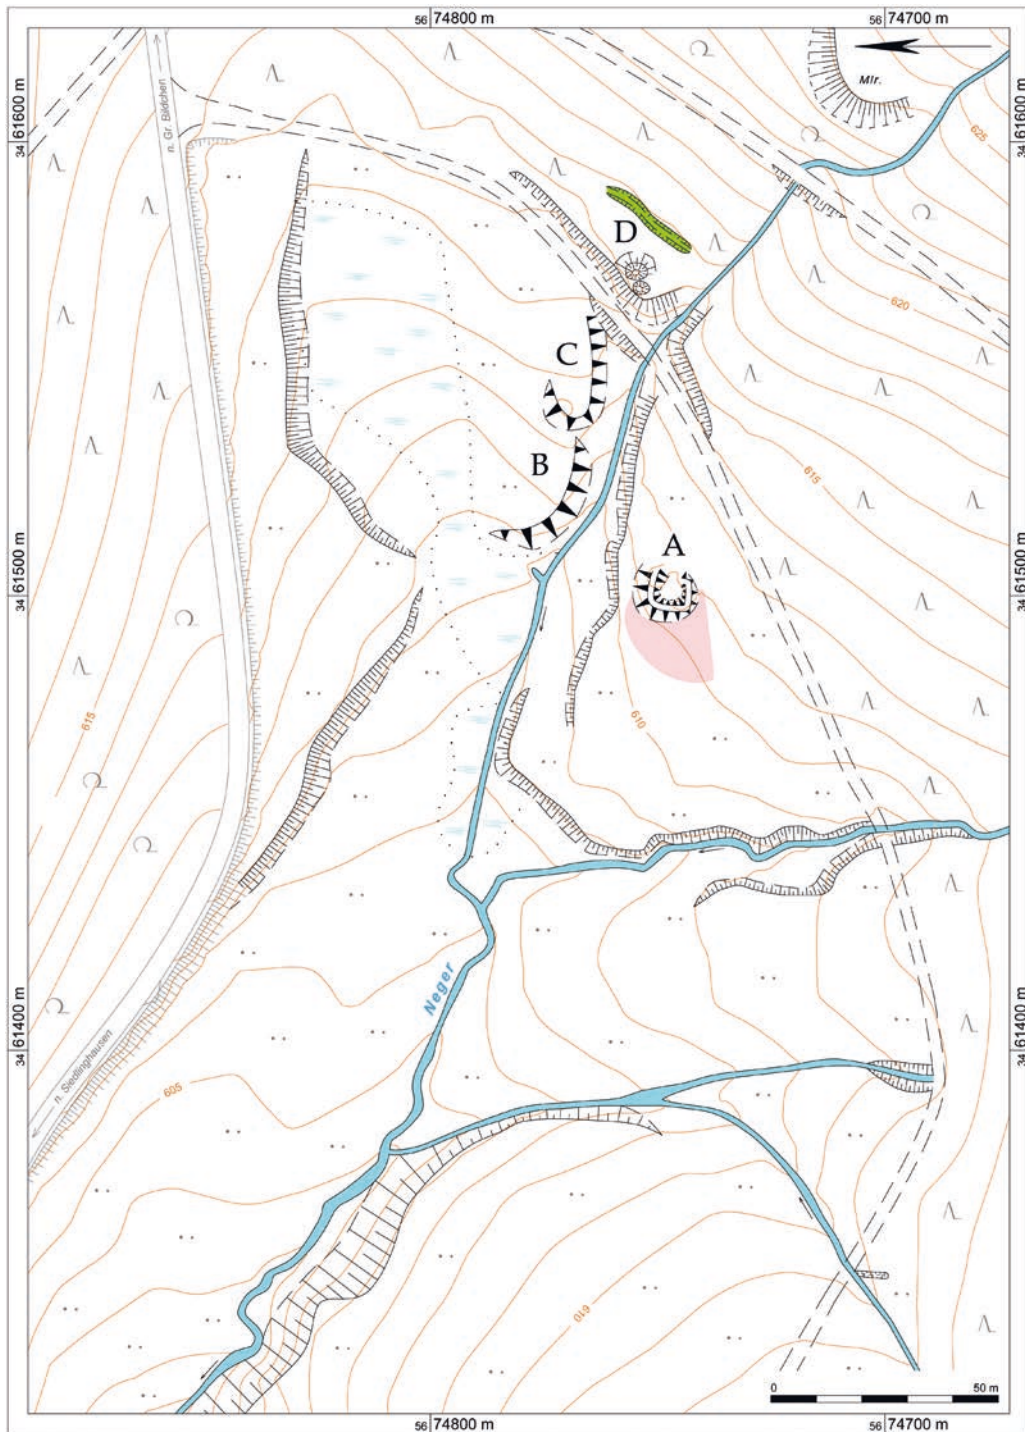 56 74800 m
56 74700 m
34 61600 m
34 61600 m
n. Gr. Bildchen
Mlr.
625
D
620
C
B
615
A
34 61500 m
34 61500 m
615
610
Neger
34 61400 m
34 61400 m
n. Siedlinghausen
605
610
0
50 m
56 74800 m
56 74700 m